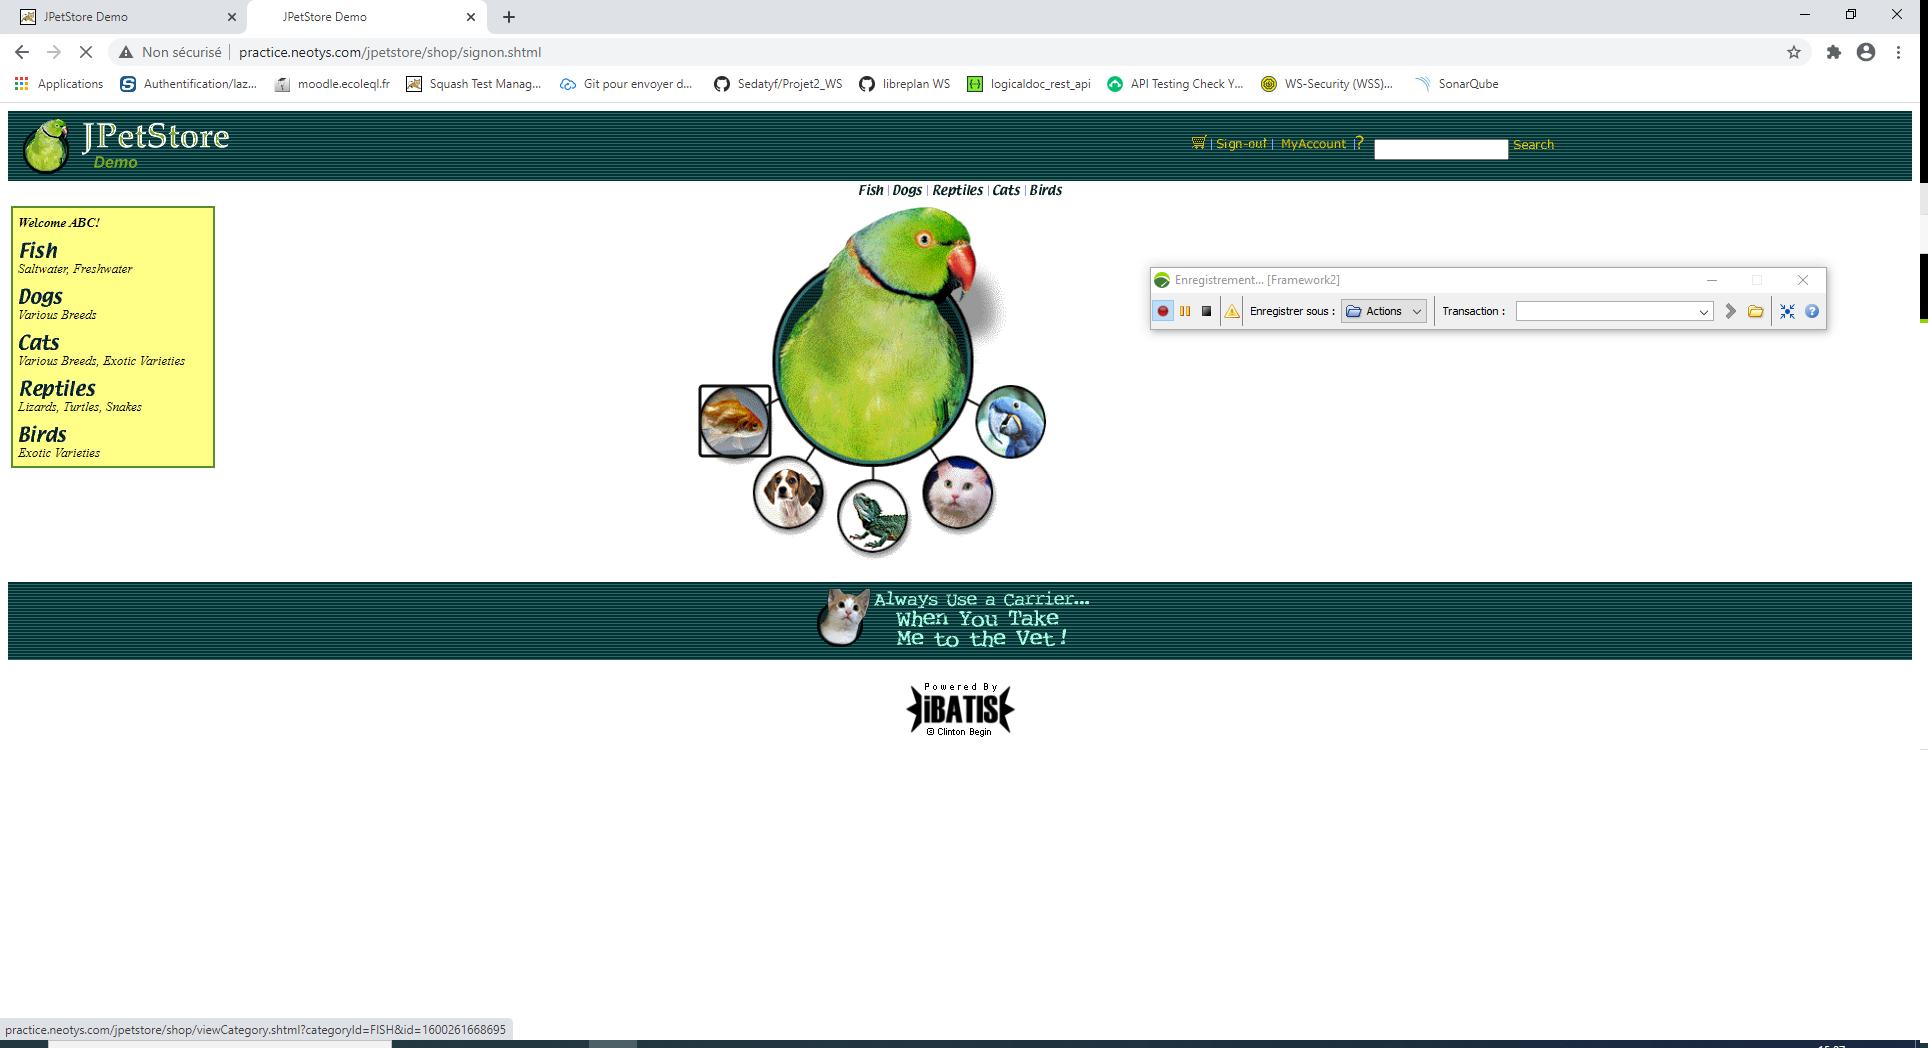 JPetStore Demo
JPetStore Demo
Non sécurisé
practice.neotys.com/jpetstore/shop/signon.shtml
Applications
Authentification/laz...
moodle.ecoleql.fr
Squash Test Manag...
Git pour envoyer d...
Sedatyf/Projet2_WS
libreplan WS
logicaldoc_rest_api
API Testing Check Y...
WS-Security (WSS)...
SonarQube
JPetStore
Demo
| Sign-out | MyAccount | ?
Search
Fish | Dogs | Reptiles | Cats | Birds
Welcome ABC!
Fish
Saltwater, Freshwater
Dogs
Various Breeds
Cats
Various Breeds, Exotic Varieties
Reptiles
Lizards, Turtles, Snakes
Birds
Exotic Varieties
Enregistrement... [Framework2]
Enregistrer sous :
Actions
Transaction :
Always Use a Carrier...
When You Take
Me to the Vet!
Powered By
iBATIS
© Clinton Begin
practice.neotys.com/jpetstore/shop/viewCategory.shtml?categoryId=FISH&id=1600261668695